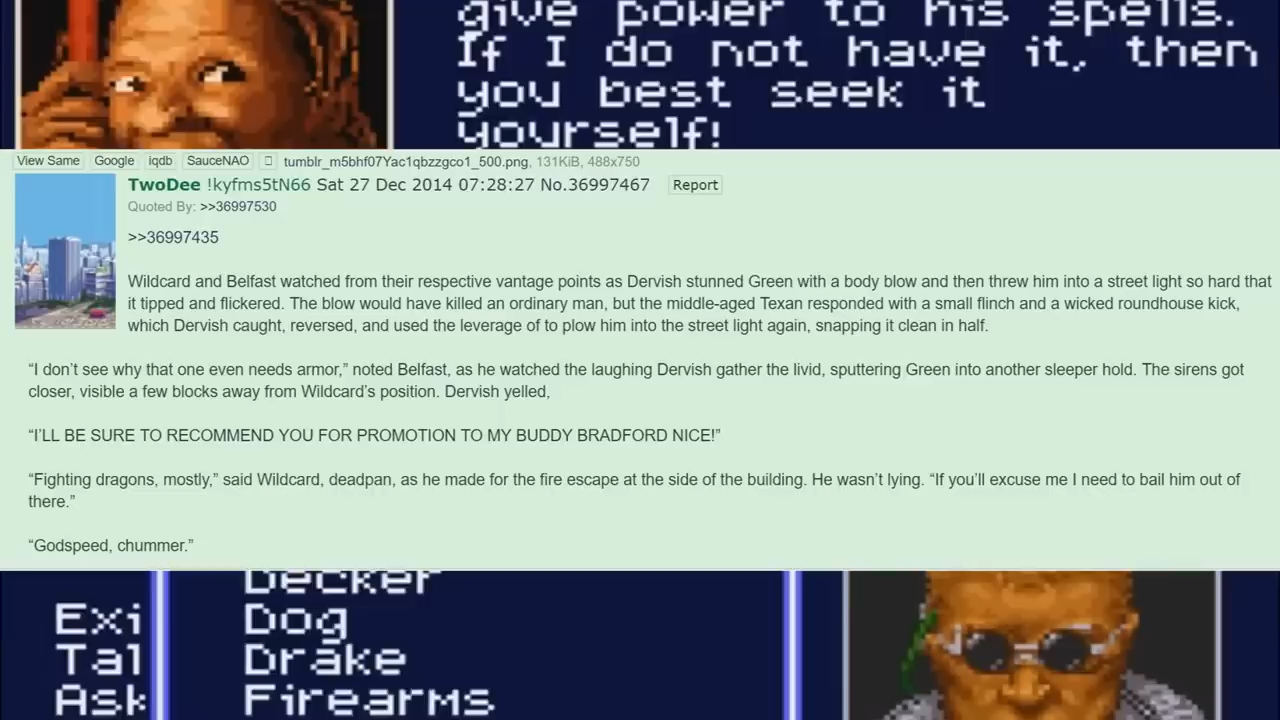 give power to his spells.
If I do not have it, then
you best seek it
yourself!
View Same Google iqdb SauceNAO tumblr_m5bhf07Yac1qbzzgco1_500.png, 131KiB, 488x750
TwoDee !kyfms5tN66 Sat 27 Dec 2014 07:28:27 No.36997467 Report
Quoted By: >>36997530
>>36997435
Wildcard and Belfast watched from their respective vantage points as Dervish stunned Green with a body blow and then threw him into a street light so hard that
it tipped and flickered. The blow would have killed an ordinary man, but the middle-aged Texan responded with a small flinch and a wicked roundhouse kick,
which Dervish caught, reversed, and used the leverage of to plow him into the street light again, snapping it clean in half.
“I don’t see why that one even needs armor,” noted Belfast, as he watched the laughing Dervish gather the livid, sputtering Green into another sleeper hold. The sirens got
closer, visible a few blocks away from Wildcard’s position. Dervish yelled,
“I’LL BE SURE TO RECOMMEND YOU FOR PROMOTION TO MY BUDDY BRADFORD NICE!”
“Fighting dragons, mostly,” said Wildcard, deadpan, as he made for the fire escape at the side of the building. He wasn’t lying. “If you’ll excuse me I need to bail him out of
there.”
“Godspeed, chummer.”
Decker
Exi Dog
Tal Drake
Ask Firearms